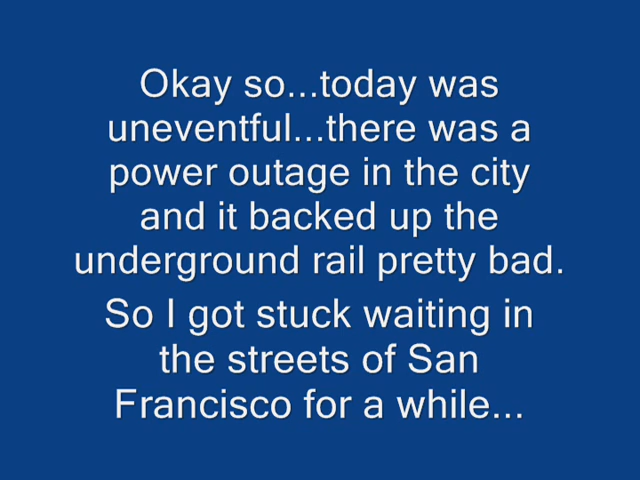 Okay so...today was
uneventful...there was a
power outage in the city
and it backed up the
underground rail pretty bad.
So I got stuck waiting in
the streets of San
Francisco for a while...